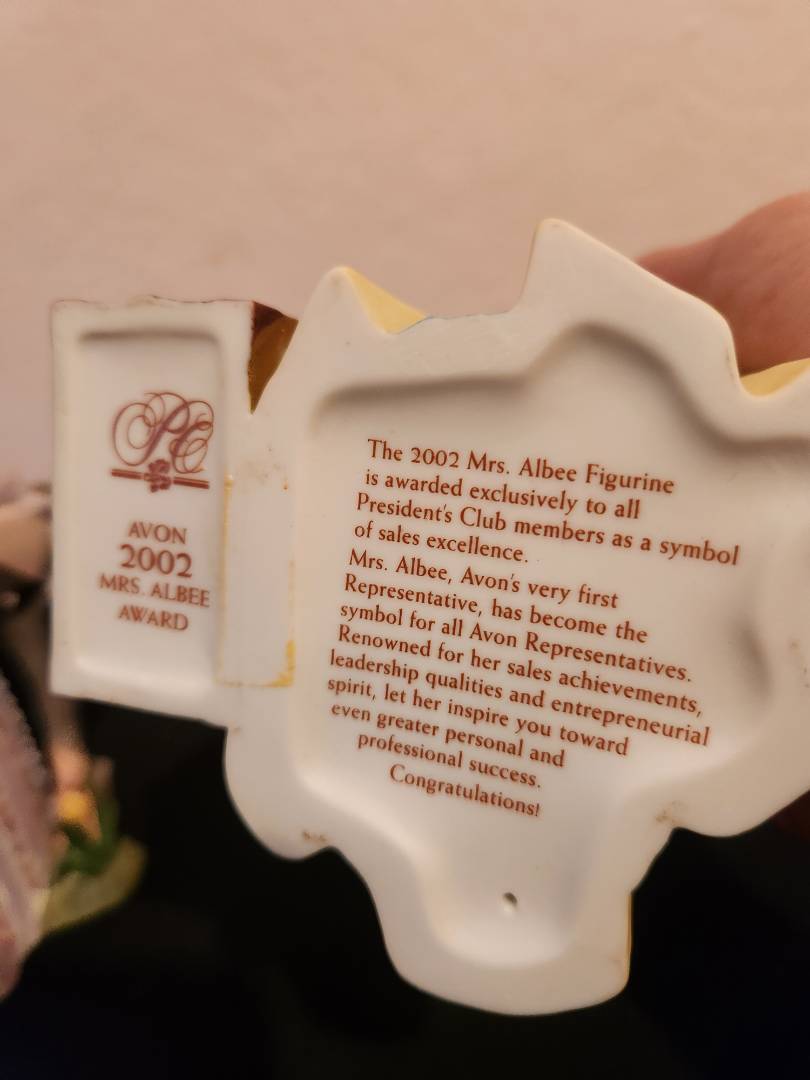 PC
AVON
2002
MRS. ALBEE
AWARD
The 2002 Mrs. Albee Figurine
is awarded exclusively to all
President's Club members as a symbol
of sales excellence.
Mrs. Albee, Avon's very first
Representative, has become the
symbol for all Avon Representatives.
Renowned for her sales achievements,
leadership qualities and entrepreneurial
spirit, let her inspire you toward
even greater personal and
professional success.
Congratulations!